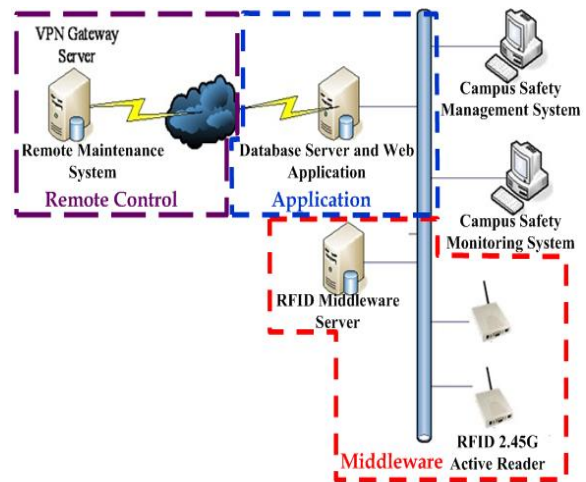 VPN Gateway
Server
Remote Maintenance
System
Remote Control
Database Server and Web
Application
Application
Campus Safety
Management System
Campus Safety
Monitoring System
RFID Middleware
Server
RFID 2.45G
Active Reader
Middleware